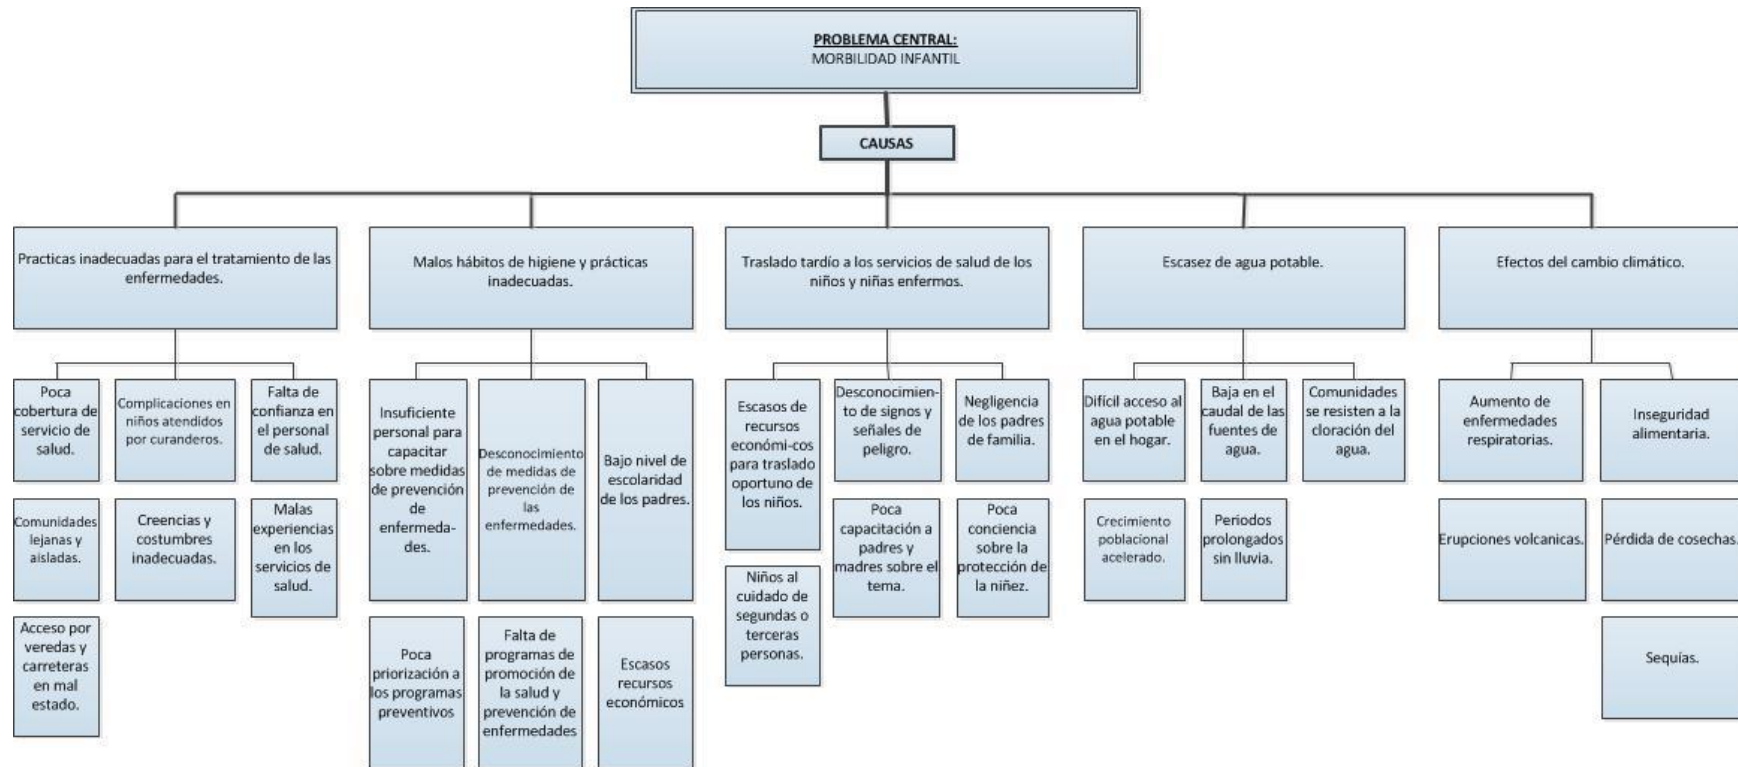 PROBLEMA CENTRAL:
MORBILIDAD INFANTIL
CAUSAS
Practicas inadecuadas para el tratamiento de las
enfermedades.
Malos hábitos de higiene y prácticas
inadecuadas.
Traslado tardío a los servicios de salud de los
niños y niñas enfermos.
Escasez de agua potable.
Efectos del cambio climático.
Poca
cobertura de
servicio de
salud.
Complicaciones en
niños atendidos
por curanderos.
Falta de
confianza en
el personal
de salud.
Comunidades
lejanas y
aisladas.
Creencias y
costumbres
inadecuadas.
Malas
experiencias
en los
servicios de
salud.
Acceso por
veredas y
carreteras
en mal
estado.
Insuficiente
personal para
capacitar
sobre medidas
de prevención
de
enfermeda-
des.
Desconocimiento
de medidas de
prevención de
las
enfermedades.
Bajo nivel de
escolaridad
de los padres.
Poca
priorización a
los programas
preventivos
Falta de
programas de
promoción de
la salud y
prevención de
enfermedades
Escasos
recursos
económicos
Escasos de
recursos
económi-cos
para traslado
oportuno de
los niños.
Desconocimien-
to de signos y
señales de
peligro.
Negligencia
de los padres
de familia.
Niños al
cuidado de
segundas o
terceras
personas.
Poca
capacitación a
padres y
madres sobre el
tema.
Poca
conciencia
sobre la
protección de
la niñez.
Difícil acceso al
agua potable
en el hogar.
Baja en el
caudal de las
fuentes de
agua.
Comunidades
se resisten a la
cloración del
agua.
Crecimiento
poblacional
acelerado.
Periodos
prolongados
sin lluvia.
Aumento de
enfermedades
respiratorias.
Inseguridad
alimentaria.
Erupciones volcanicas.
Pérdida de cosechas.
Sequías.